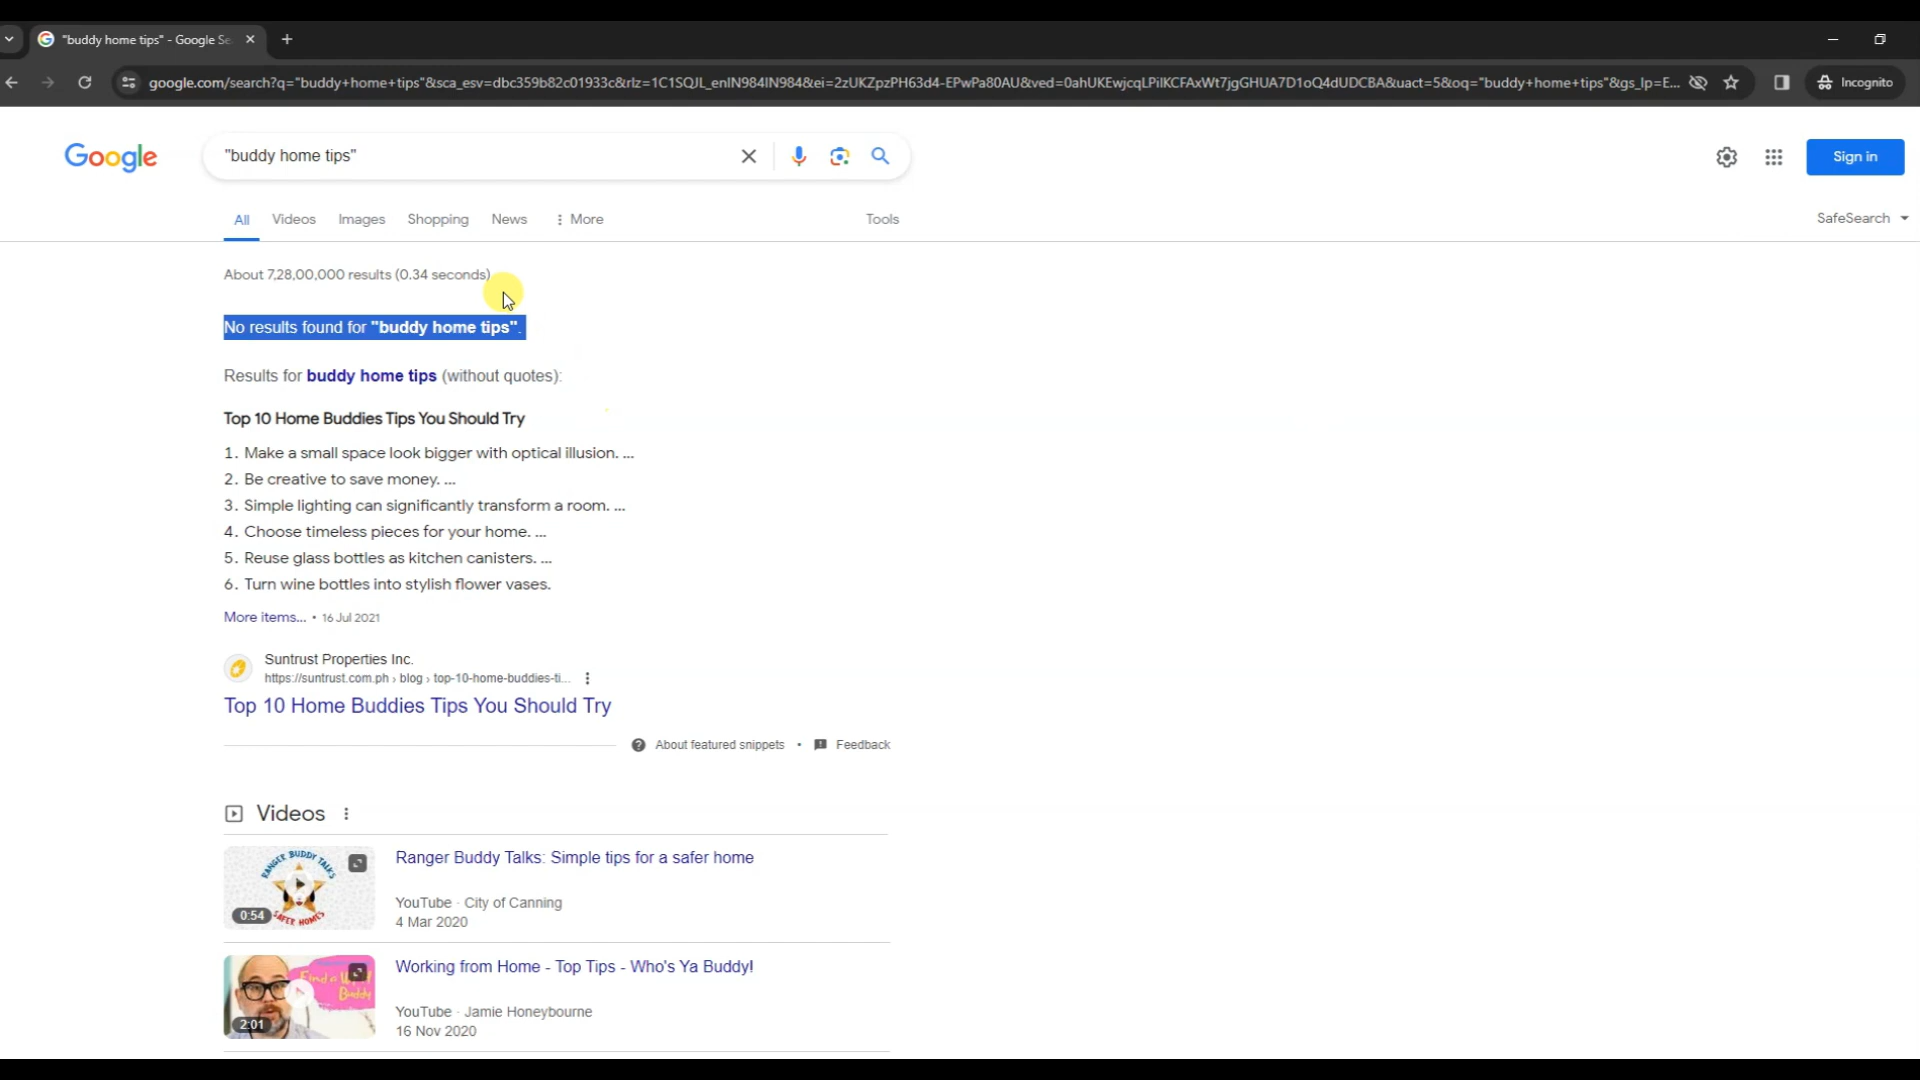 "buddy home tips" - Google Se
google.com/search?q="buddy+home+tips"&sca_esv=dbc359b82c01933c&rlz=1C1SQJL_enIN984IN984&ei=2zUKZpzPH63d4-EPwPa80AU&ved=0ahUKEwjcqLPilKCFAxWt7jgGHUA7D1oQ4dUDCBA&uact=5&oq="buddy+home+tips"&gs_lp=E...
Incognito
Google
"buddy home tips"
Sign in
All Videos Images Shopping News More Tools
SafeSearch
About 7,28,00,000 results (0.34 seconds)
No results found for "buddy home tips".
Results for buddy home tips (without quotes):
Top 10 Home Buddies Tips You Should Try
1. Make a small space look bigger with optical illusion. ...
2. Be creative to save money. ...
3. Simple lighting can significantly transform a room. ...
4. Choose timeless pieces for your home. ...
5. Reuse glass bottles as kitchen canisters. ...
6. Turn wine bottles into stylish flower vases.
More items... • 16 Jul 2021
Suntrust Properties Inc.
https://suntrust.com.ph › blog › top-10-home-buddies-ti...
Top 10 Home Buddies Tips You Should Try
About featured snippets • Feedback
Videos
RANGER BUDDY TALKS
SAFER HOMES
0:54
Ranger Buddy Talks: Simple tips for a safer home
YouTube · City of Canning
4 Mar 2020
Buddy
2:01
Working from Home - Top Tips - Who's Ya Buddy!
YouTube · Jamie Honeybourne
16 Nov 2020